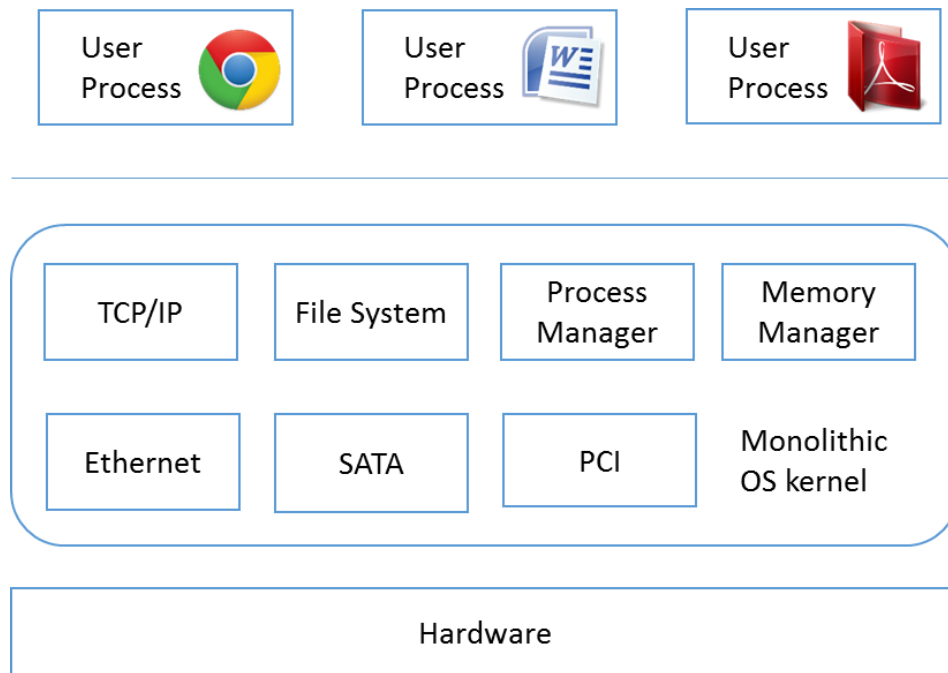 User
Process
User
Process
W
User
Process
TCP/IP
File System
Process
Manager
Memory
Manager
Ethernet
SATA
PCI
Monolithic
OS kernel
Hardware